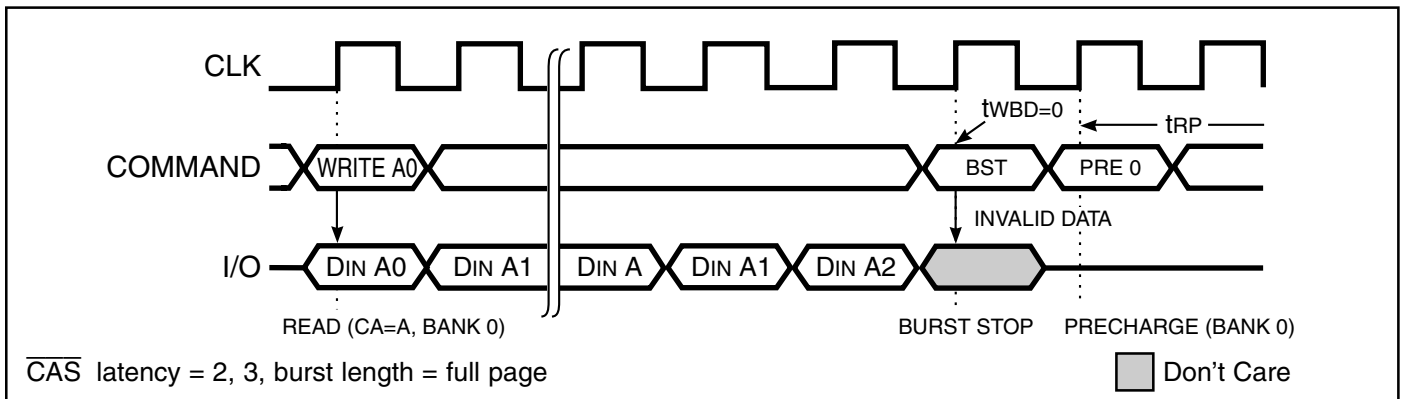 CLK
tWBD=0
tRP
COMMAND WRITE A0 BST PRE 0
INVALID DATA
I/O DIN A0 DIN A1 DIN A DIN A1 DIN A2
READ (CA=A, BANK 0) BURST STOP PRECHARGE (BANK 0)
C̅A̅S̅ latency = 2, 3, burst length = full page Don't Care